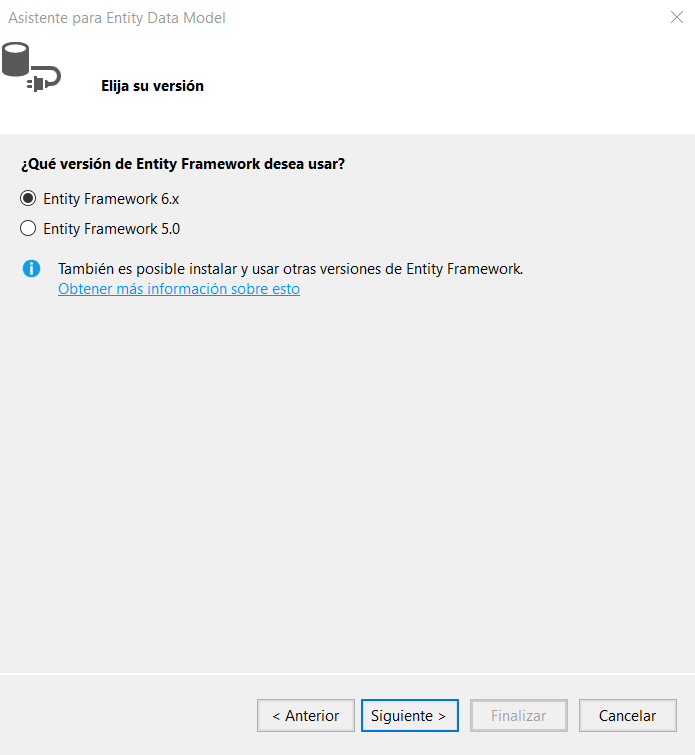 Asistente para Entity Data Model
Elija su versión
¿Qué versión de Entity Framework desea usar?
Entity Framework 6.x
Entity Framework 5.0
También es posible instalar y usar otras versiones de Entity Framework.
Obtener más información sobre esto
< Anterior
Siguiente >
Finalizar
Cancelar